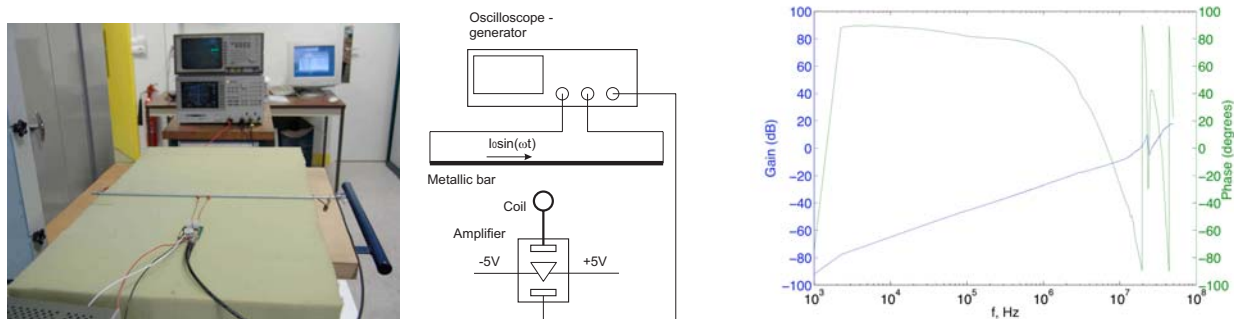 Oscilloscope -
generator
I₀sin(ωt)
Metallic bar
Coil
Amplifier
-5V
+5V
100
80
60
40
20
0
−20
−40
−60
−80
−100
Gain (dB)
10³
10⁴
10⁵
10⁶
10⁷
10⁸
f, Hz
100
80
60
40
20
0
−20
−40
−60
−80
−100
Phase (degrees)